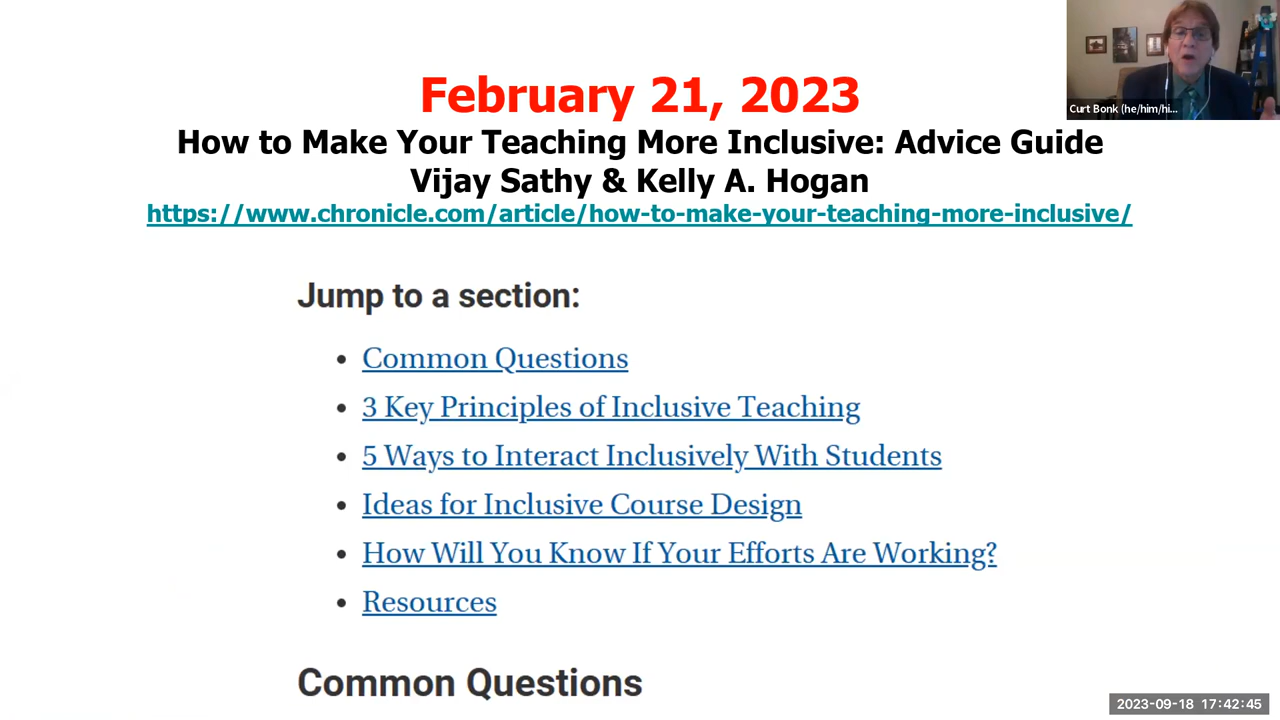 February 21, 2023
How to Make Your Teaching More Inclusive: Advice Guide
Vijay Sathy & Kelly A. Hogan
https://www.chronicle.com/article/how-to-make-your-teaching-more-inclusive/
Curt Bonk (he/him/hi...
Jump to a section:
• Common Questions
• 3 Key Principles of Inclusive Teaching
• 5 Ways to Interact Inclusively With Students
• Ideas for Inclusive Course Design
• How Will You Know If Your Efforts Are Working?
• Resources
Common Questions
2023-09-18 17:42:45